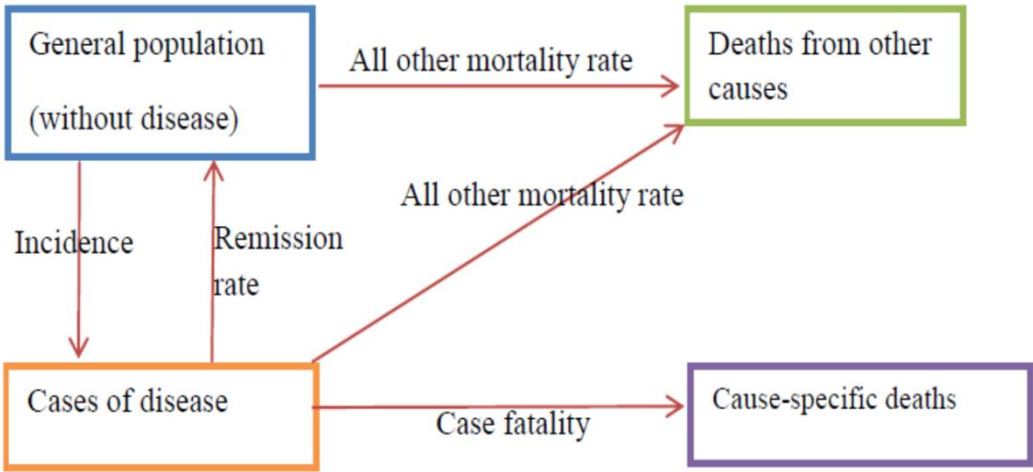 General population
(without disease)
All other mortality rate
Deaths from other
causes
All other mortality rate
Incidence
Remission
rate
Cases of disease
Case fatality
Cause-specific deaths